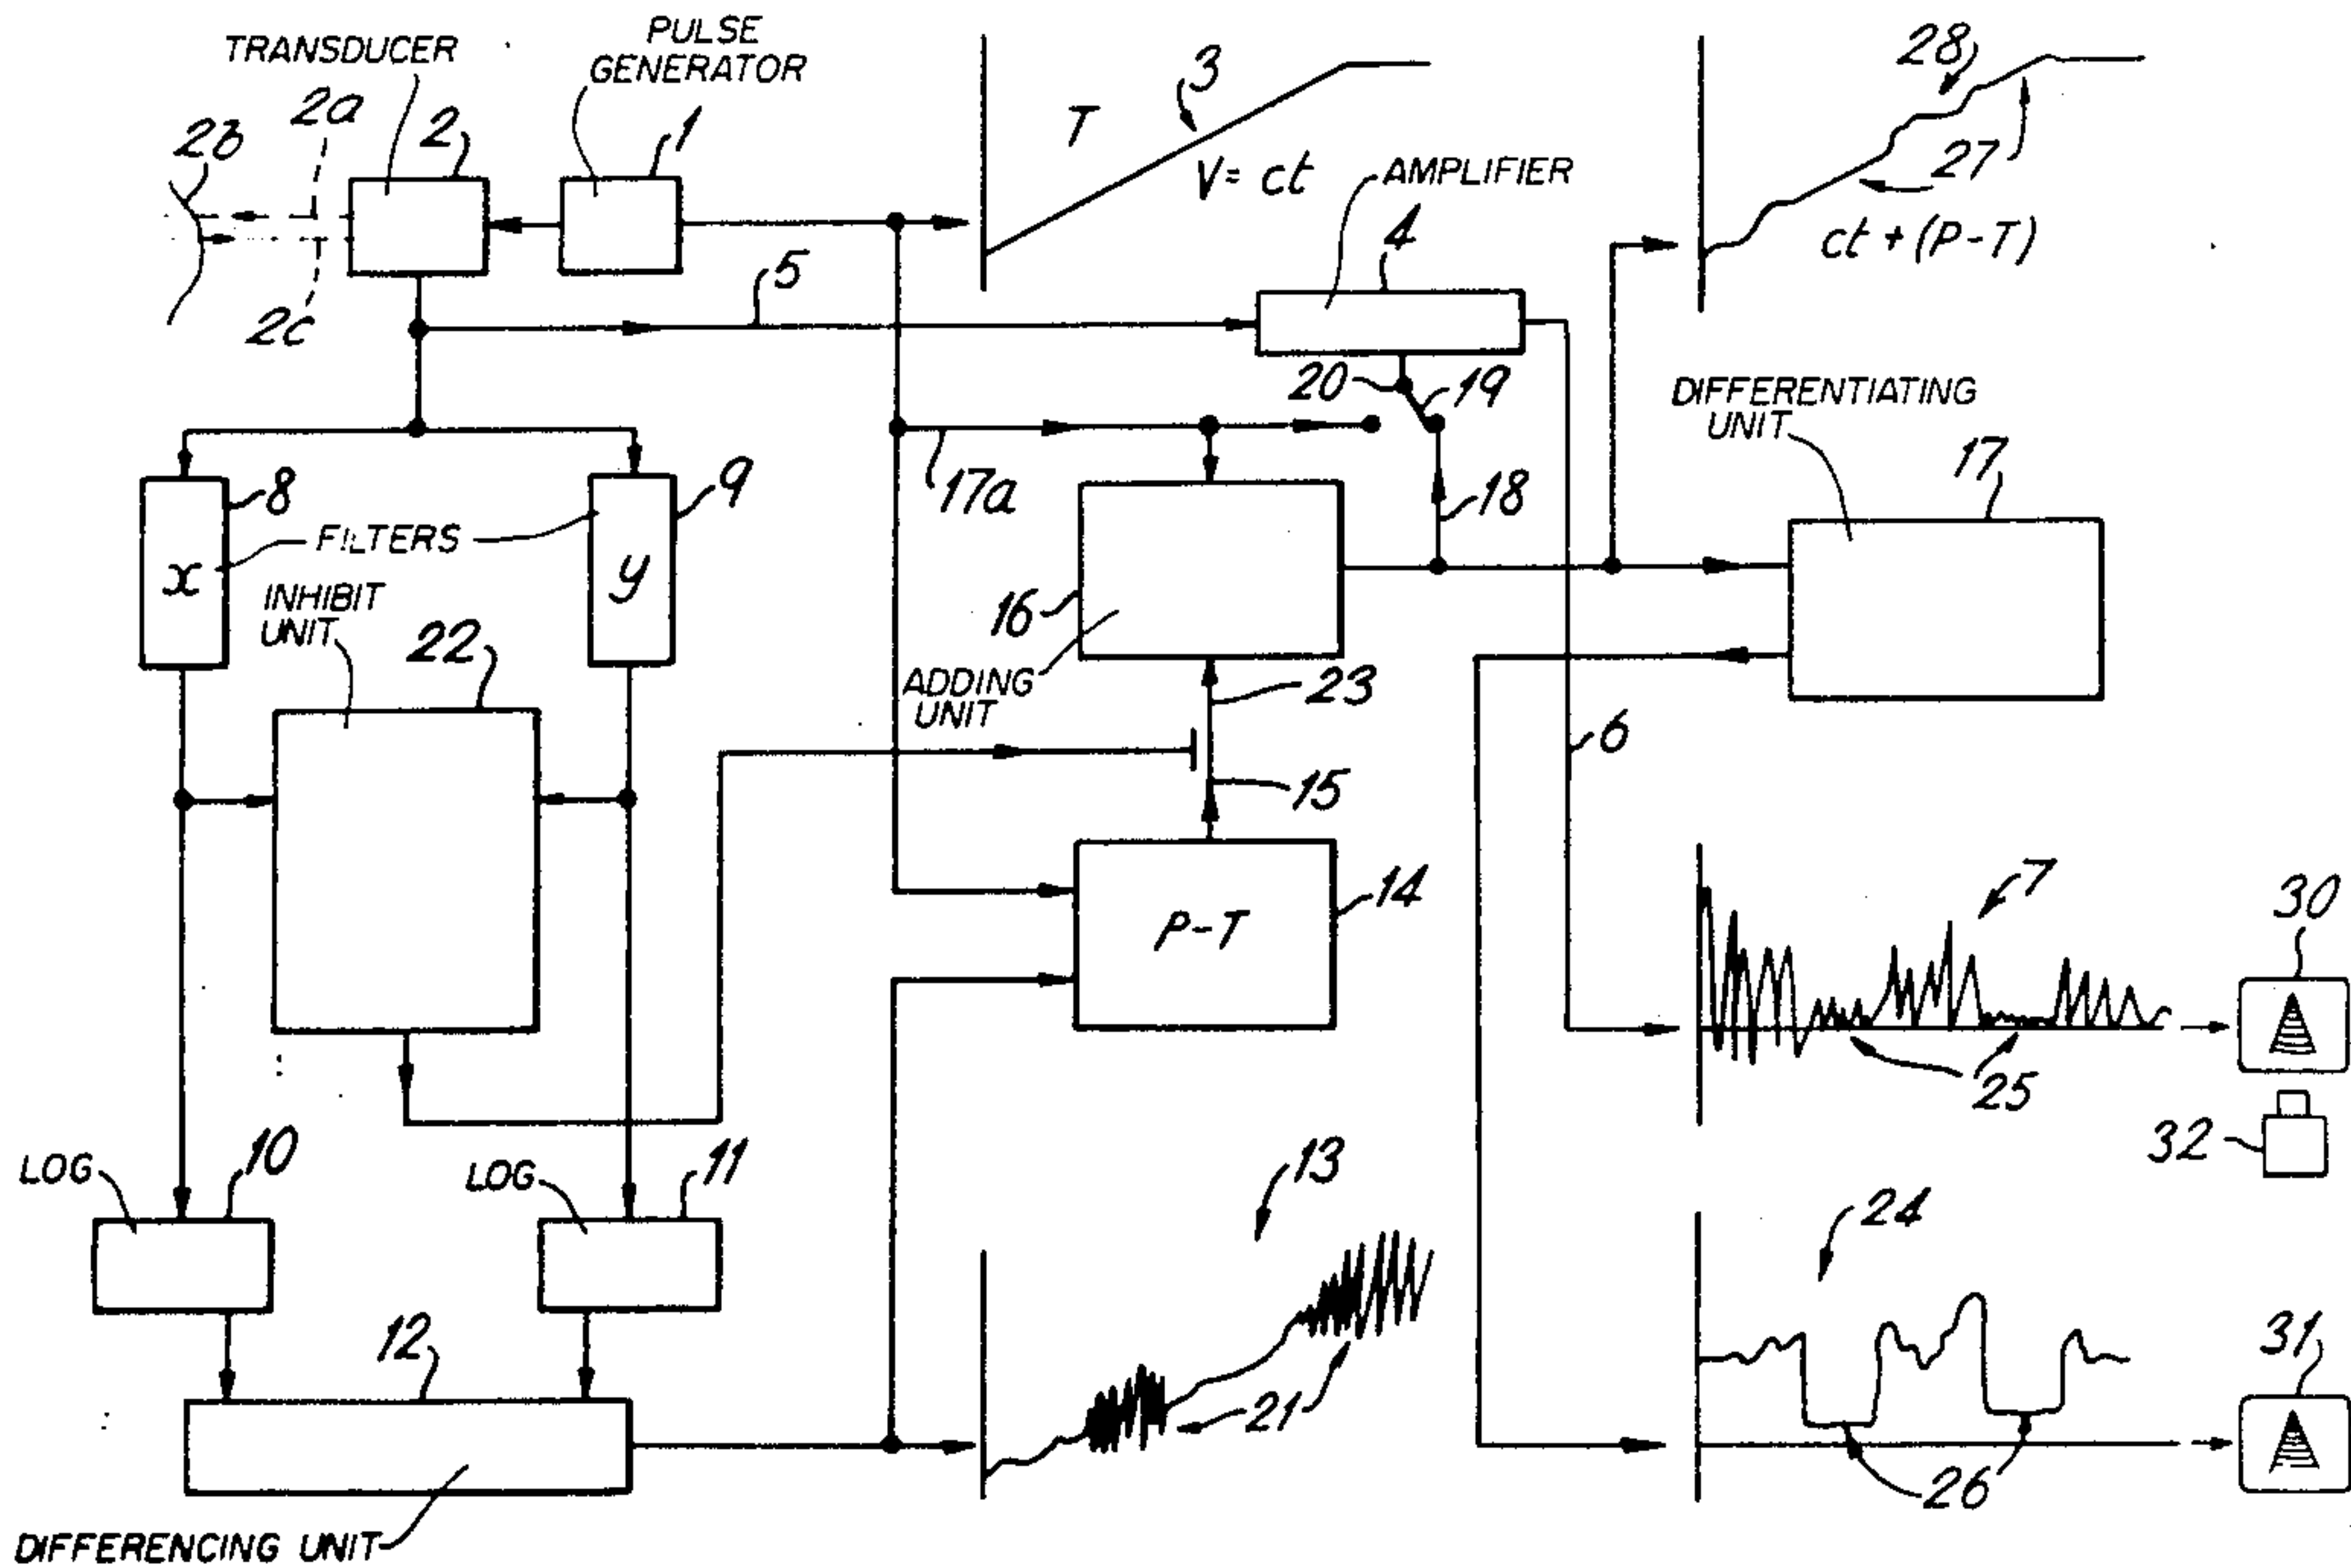 TRANSDUCER
PULSE
GENERATOR
2a
2b
2
1
2c
T
3
V = ct
28
27
ct + (P-T)
AMPLIFIER
4
5
20
19
DIFFERENTIATING
UNIT
17
17a
18
8
9
FILTERS
x
y
INHIBIT
UNIT
22
16
ADDING
UNIT
23
6
15
14
P-T
7
30
25
32
LOG
10
LOG
11
13
24
12
21
31
26
DIFFERENCING UNIT